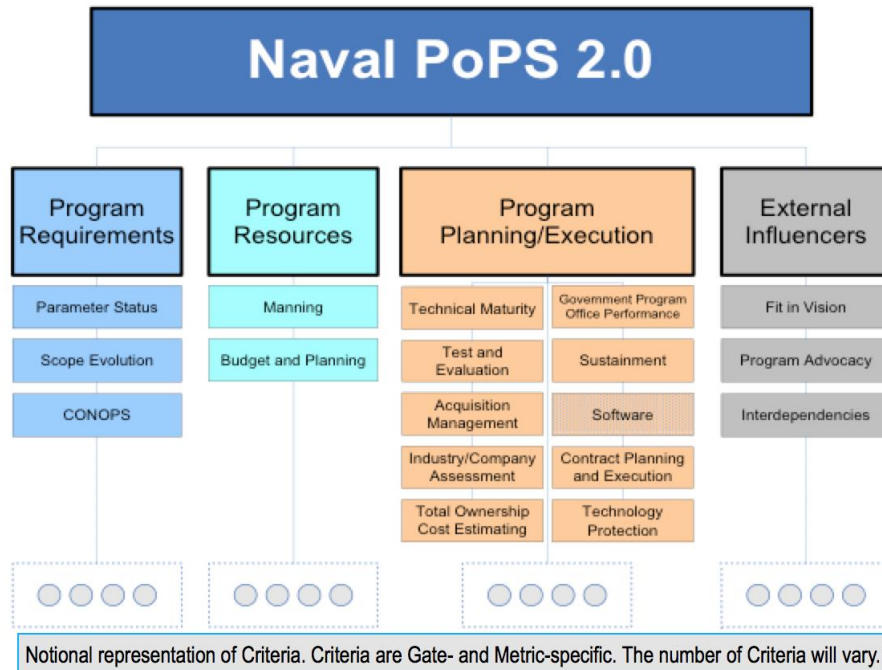 Naval PoPS 2.0
Program
Requirements
Parameter Status
Scope Evolution
CONOPS
Program
Resources
Manning
Budget and Planning
Program
Planning/Execution
Technical Maturity
Test and
Evaluation
Acquisition
Management
Industry/Company
Assessment
Total Ownership
Cost Estimating
Government Program
Office Performance
Sustainment
Software
Contract Planning
and Execution
Technology
Protection
External
Influencers
Fit in Vision
Program Advocacy
Interdependencies
Notional representation of Criteria. Criteria are Gate- and Metric-specific. The number of Criteria will vary.